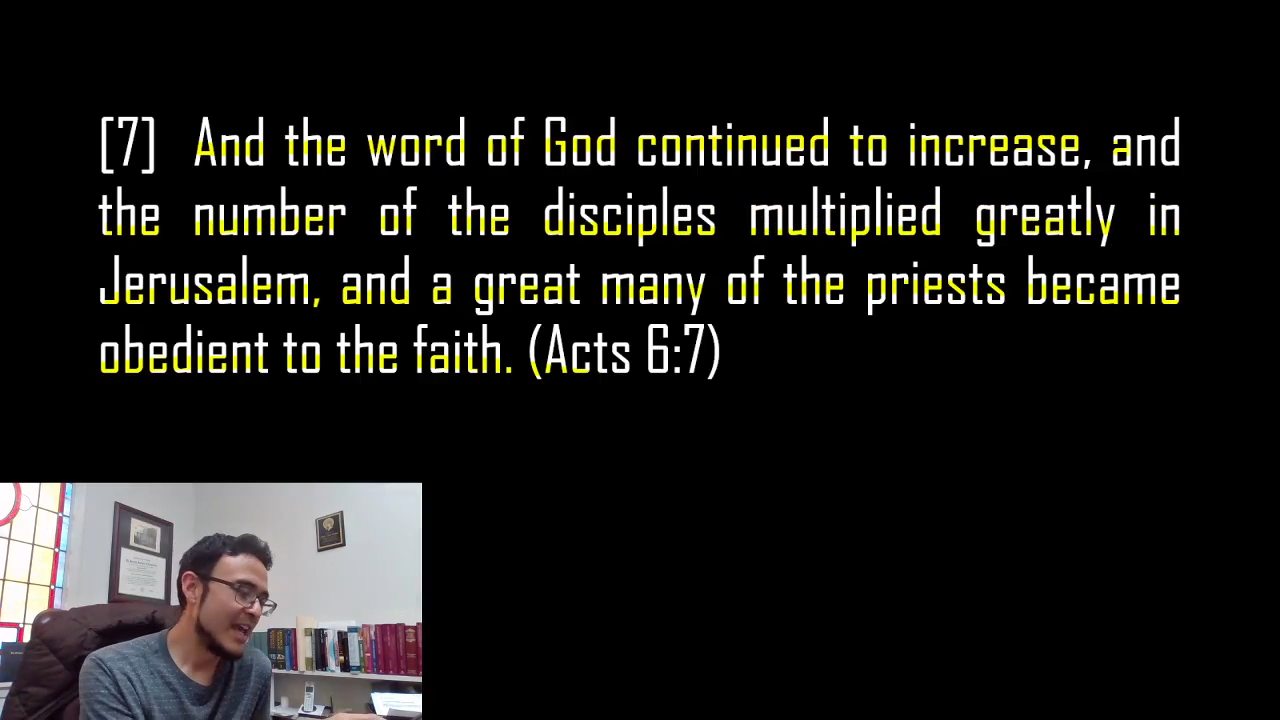 [7] And the word of God continued to increase, and
the number of the disciples multiplied greatly in
Jerusalem, and a great many of the priests became
obedient to the faith. (Acts 6:7)